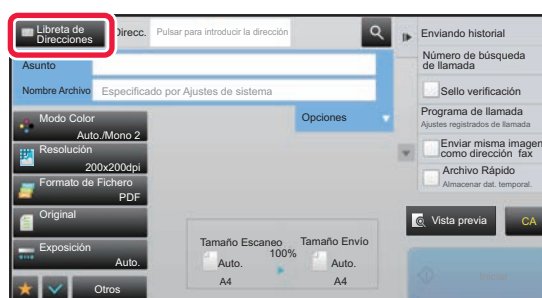 Libreta de
Direcciones
Direcc.
Pulsar para introducir la dirección
Asunto
Nombre Archivo
Especificado por Ajustes de sistema
Opciones
Modo Color
Auto./Mono 2
Resolución
200x200dpi
Formato de
Fichero
PDF
Original
Exposición
Auto.
Otros
Tamaño Escaneo
Tamaño Envío
100%
Auto.
Auto.
A4
A4
Enviando historial
Número de búsqueda
de llamada
Sello verificación
Programa de llamada
Ajustes registrados de llamada
Enviar misma imagen
como dirección fax
Archivo Rápido
Almacenar dat. temporal.
Vista previa
CA
Iniciar